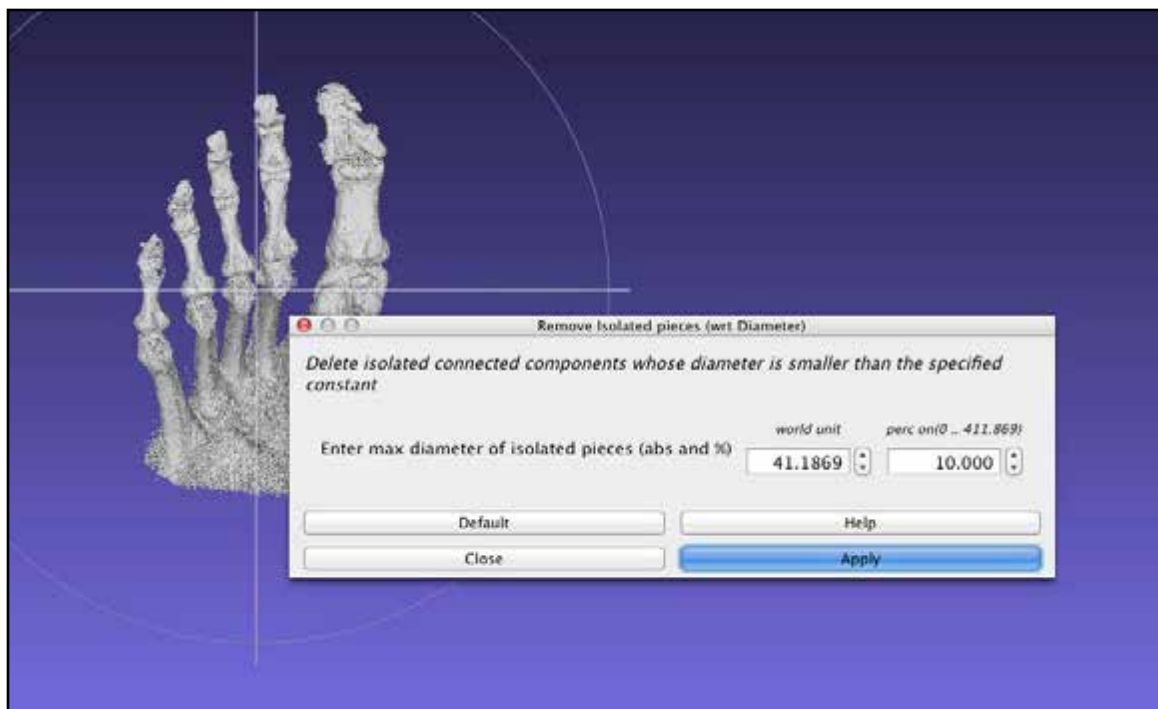 Remove Isolated pieces (wrt Diameter)
Delete isolated connected components whose diameter is smaller than the specified
constant
world unit perc on(0 ... 411.869)
Enter max diameter of isolated pieces (abs and %) 41.1869 10.000
Default Help
Close Apply